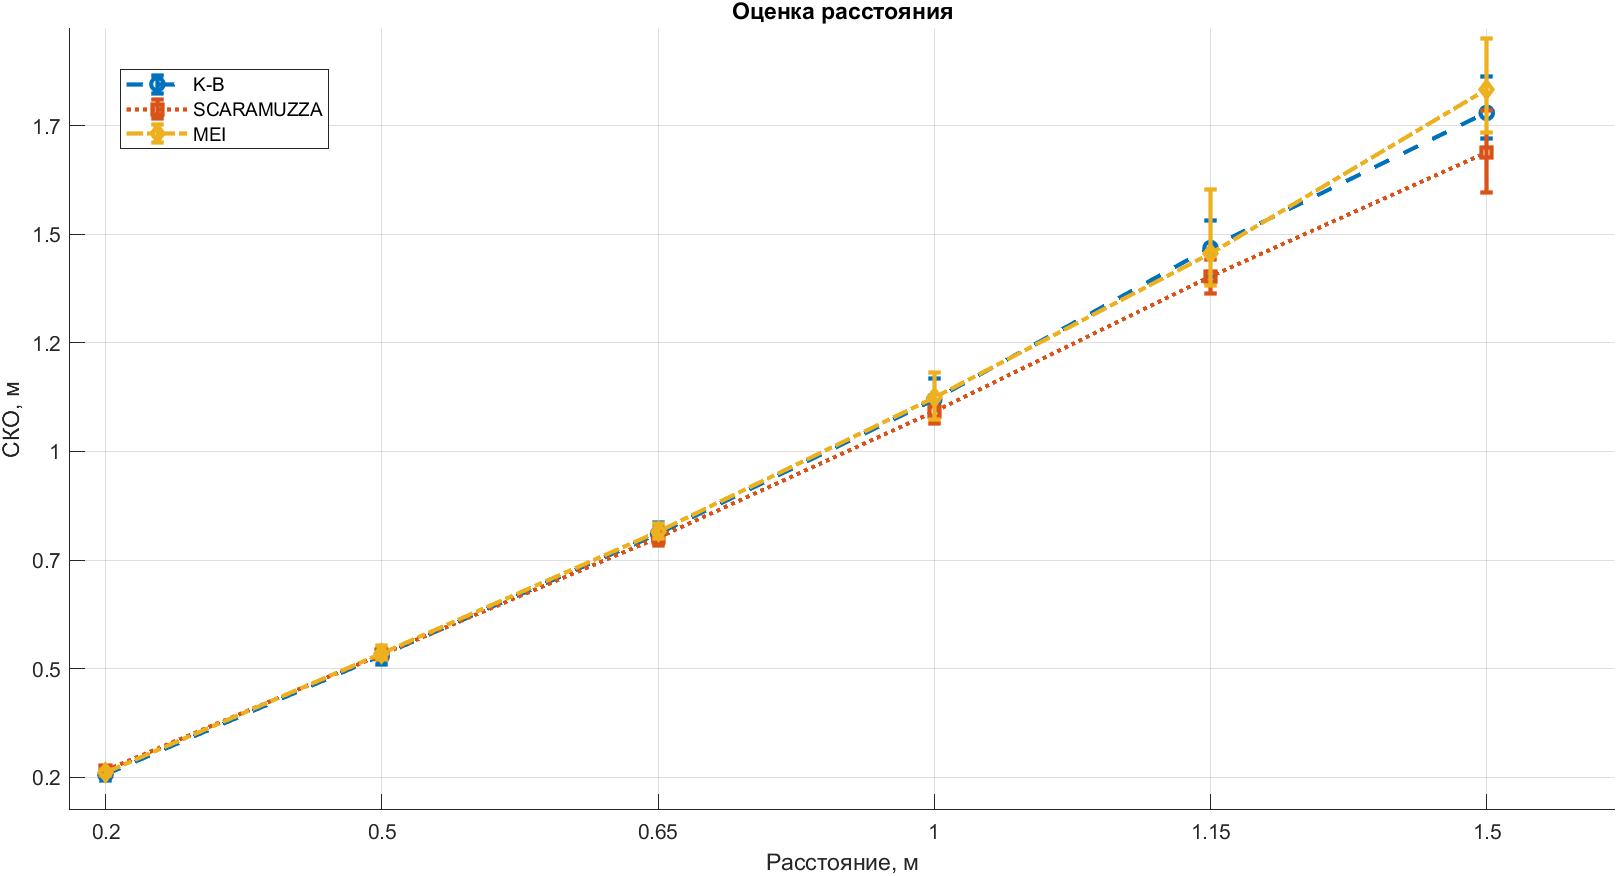 Оценка расстояния
K-B
SCARAMUZZA
MEI
1.7
1.5
1.2
1
0.7
0.5
0.2
СКО, м
0.2 0.5 0.65 1 1.15 1.5
Расстояние, м